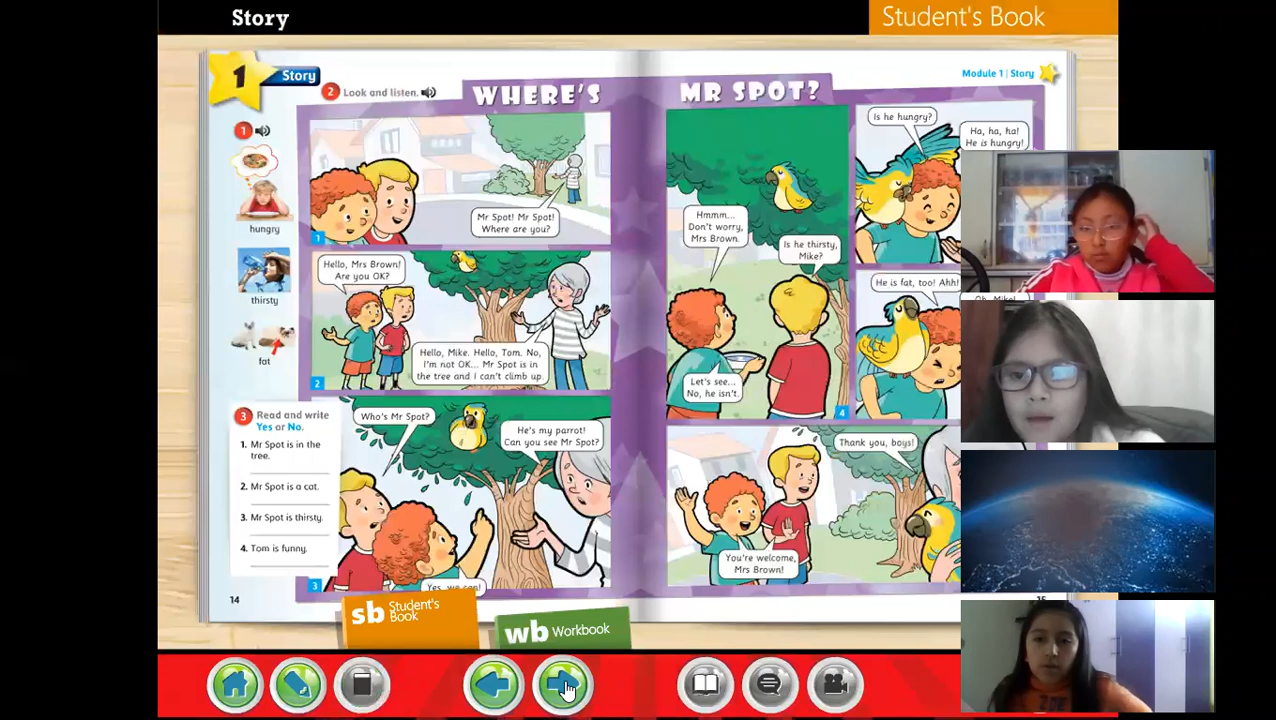 Story
Student's Book
1
Story
Module 1 | Story
2 Look and listen.
WHERE'S
MR SPOT?
1
hungry
thirsty
fat
Mr Spot! Mr Spot!
Where are you?
1
Hello, Mrs Brown!
Are you OK?
Hello, Mike. Hello, Tom. No,
I'm not OK... Mr Spot is in
the tree and I can't climb up.
2
3 Read and write
Yes or No.
1. Mr Spot is in the
tree.
2. Mr Spot is a cat.
3. Mr Spot is thirsty.
4. Tom is funny.
Who's Mr Spot?
He's my parrot!
Can you see Mr Spot?
Yes, we can!
3
Hmmm...
Don't worry,
Mrs Brown.
Is he thirsty,
Mike?
Let's see...
No, he isn't.
4
Is he hungry?
Ha, ha, ha!
He is hungry!
He is fat, too! Ahh!
Oh, Mike!
Thank you, boys!
You're welcome,
Mrs Brown!
14
15
sb Student's
Book
wb Workbook